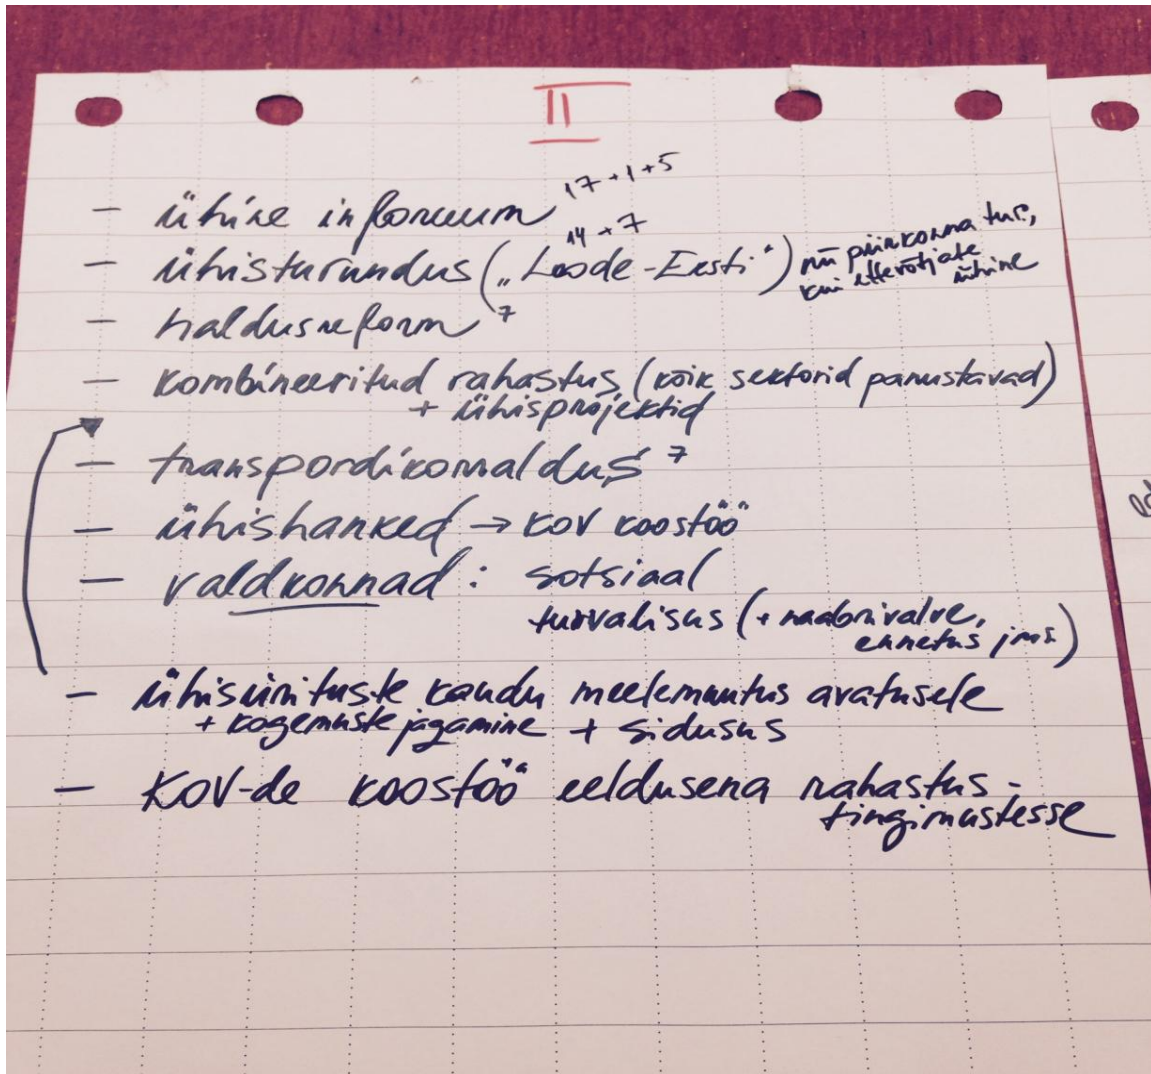 II
- ühine inforuum 17+1+5
- ühisturundus („Loode-Eesti“) 14+7 nii piirkonna tur.,
kui ettevõtjate
ühine
- haldusreform 7
- kombineeritud rahastus (kõik sektorid panustavad)
+ ühisprojektid
- transpordikorraldus 7
- ühishanked → KOV koostöö
- valdkonnad: sotsiaal
turvalisus (+ naabrivalve,
ennetus jms)
- ühisürituste kaudu meelemuutus avatusele
+ kogemuste jagamine + sidusus
- KOV-de koostöö eeldusena rahastus-
tingimustesse